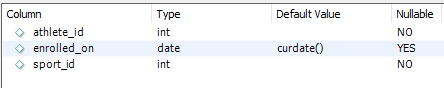 Column Type Default Value Nullable
athlete_id int NO
enrolled_on date curdate() YES
sport_id int NO